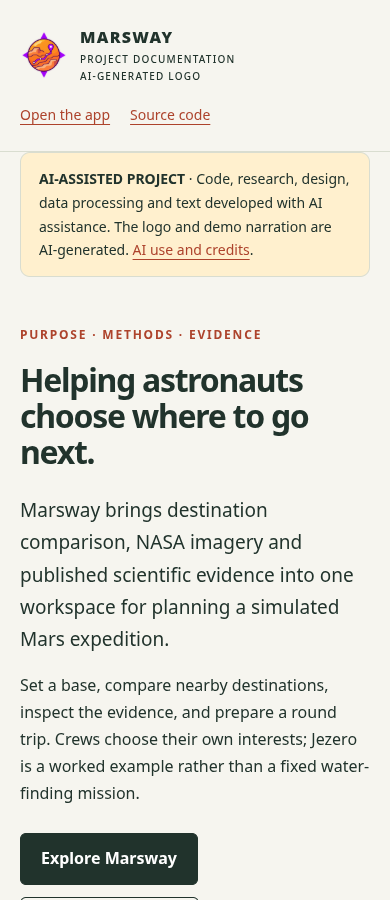 MARSWAY
PROJECT DOCUMENTATION
AI-GENERATED LOGO
Open the app Source code
AI-ASSISTED PROJECT · Code, research, design,
data processing and text developed with AI
assistance. The logo and demo narration are
AI-generated. AI use and credits.
PURPOSE · METHODS · EVIDENCE
Helping astronauts
choose where to go
next.
Marsway brings destination
comparison, NASA imagery and
published scientific evidence into one
workspace for planning a simulated
Mars expedition.
Set a base, compare nearby destinations,
inspect the evidence, and prepare a round
trip. Crews choose their own interests; Jezero
is a worked example rather than a fixed water-
finding mission.
Explore Marsway